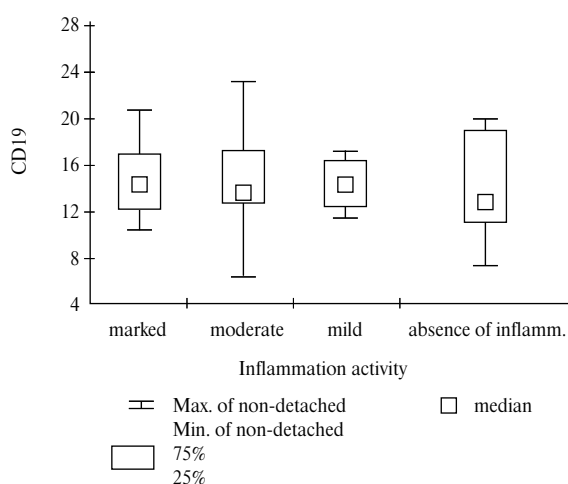 28
24
20
16
12
8
4
CD19
marked moderate mild absence of inflamm.
Inflammation activity
Max. of non-detached
Min. of non-detached
75%
25%
median